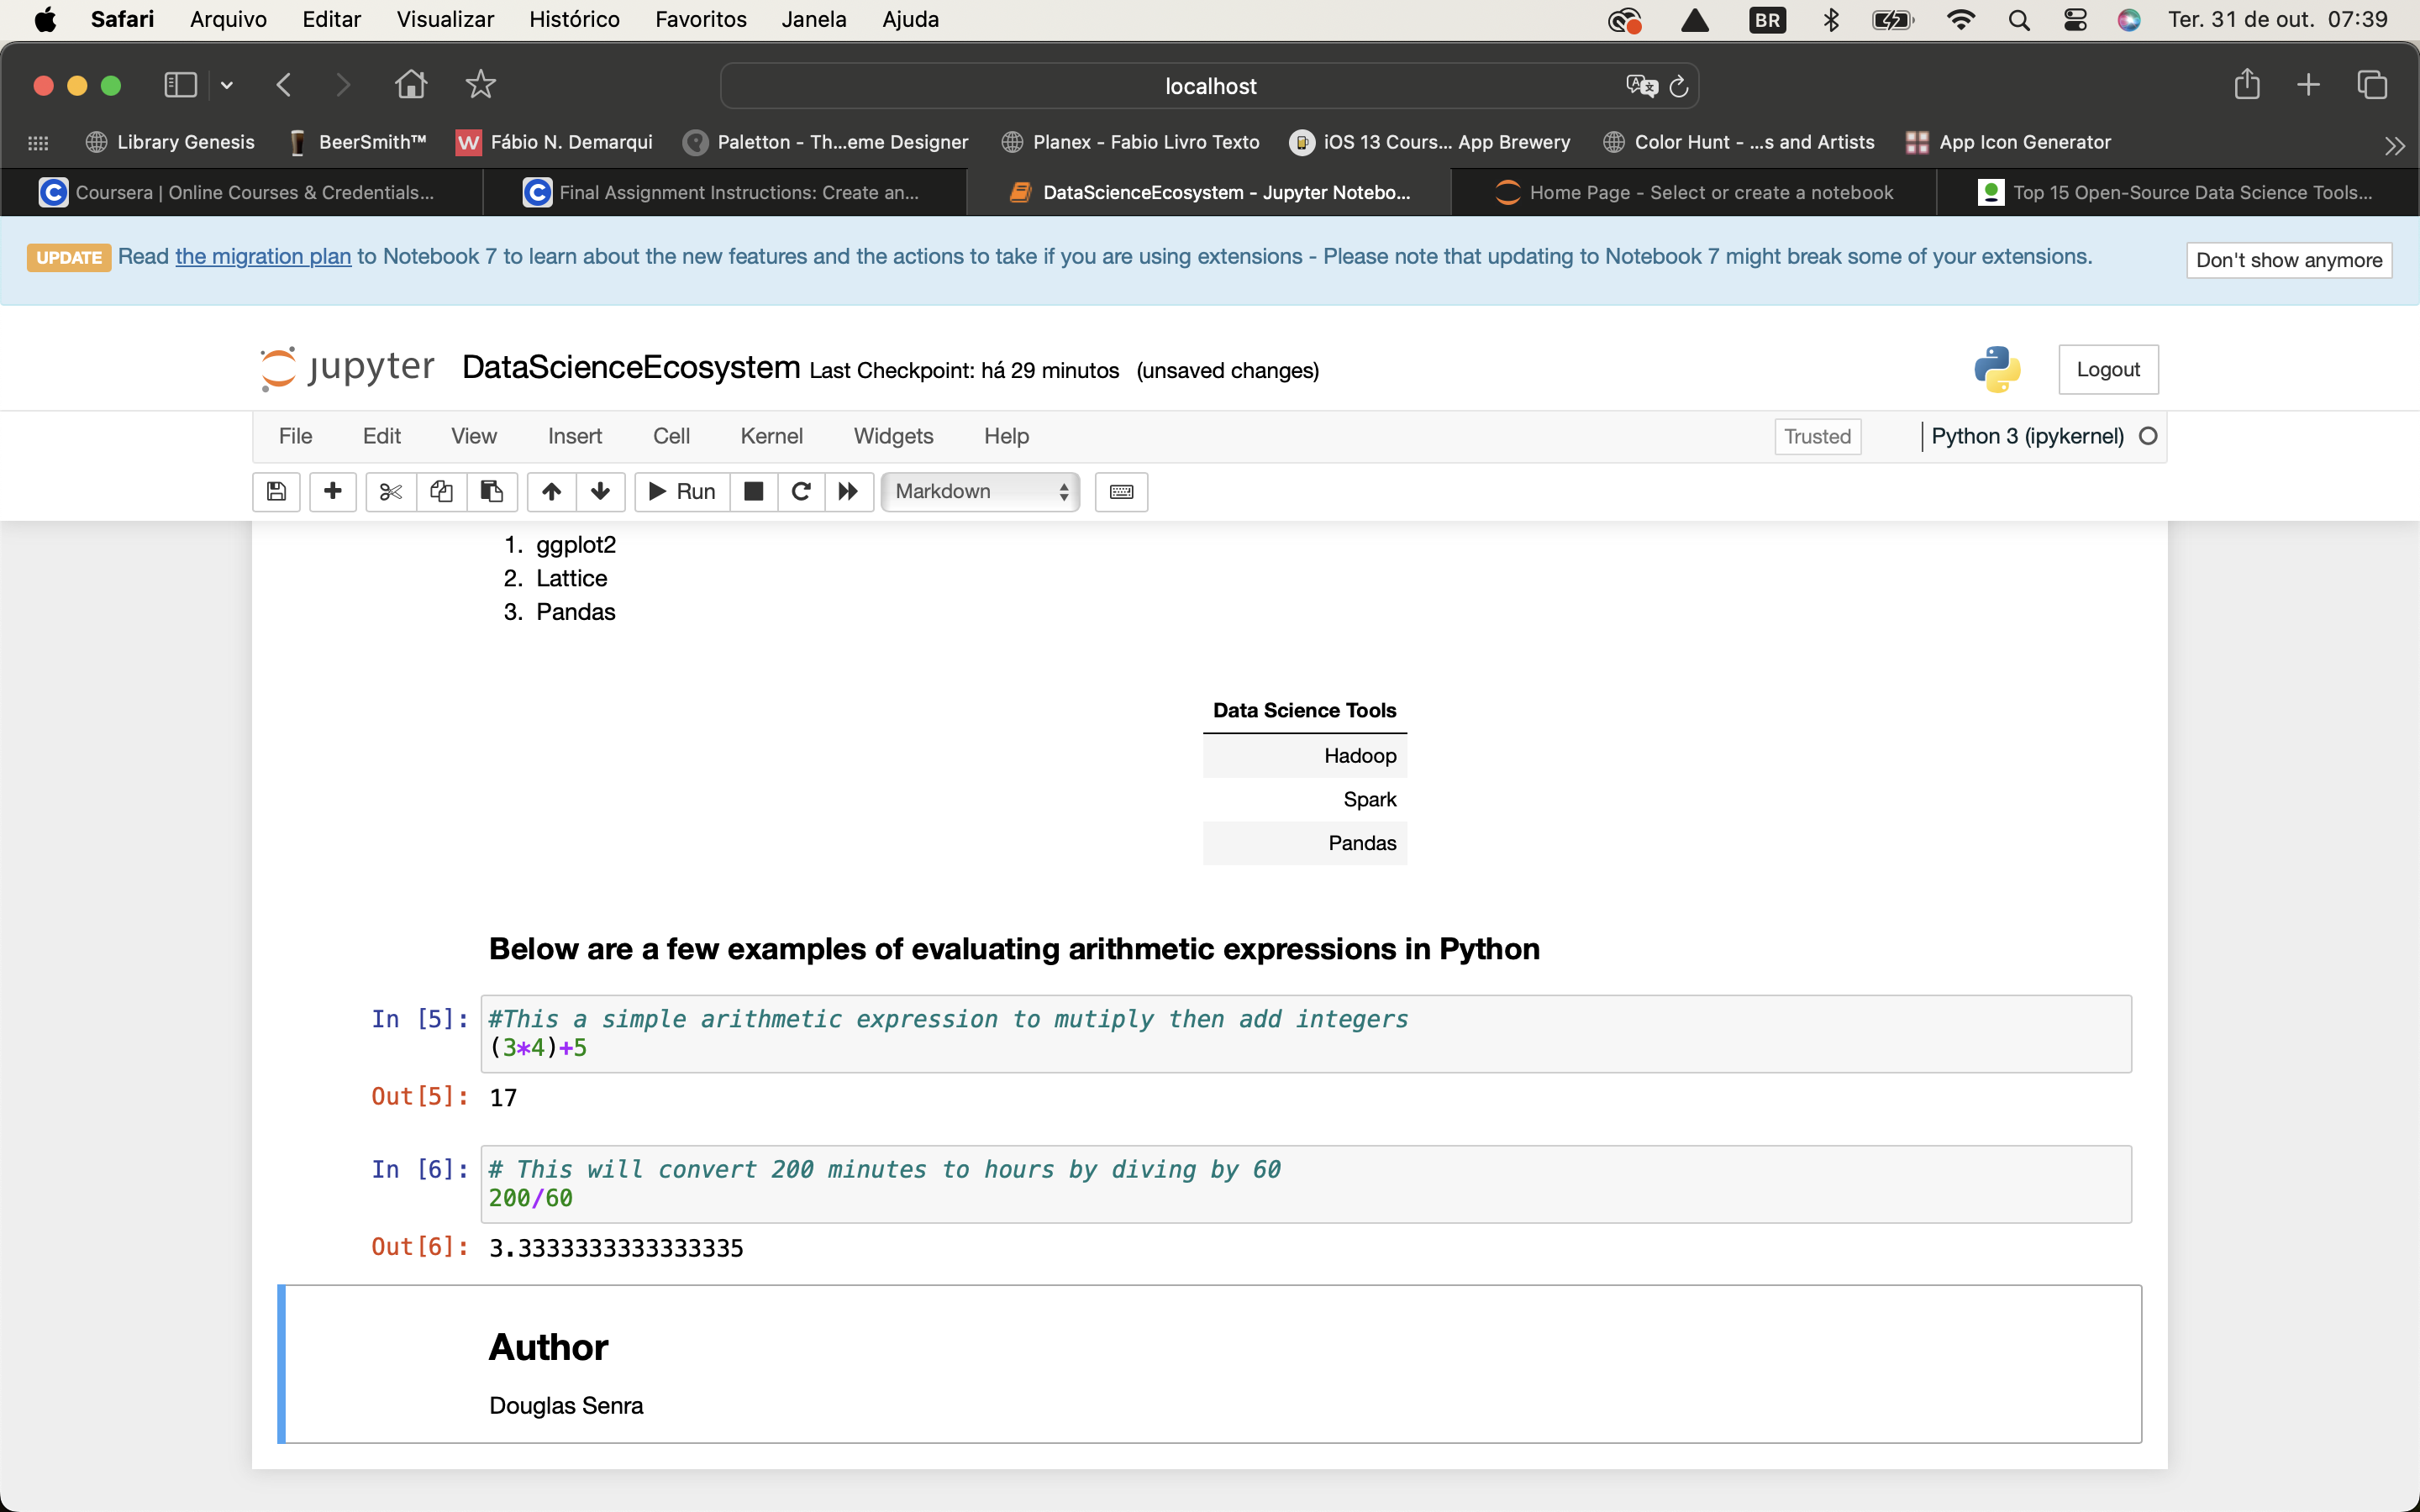 Safari Arquivo Editar Visualizar Histórico Favoritos Janela Ajuda BR Ter. 31 de out. 07:39
localhost
Library Genesis BeerSmith™ W Fábio N. Demarqui Paletton - Th...eme Designer Planex - Fabio Livro Texto iOS 13 Cours... App Brewery Color Hunt - ...s and Artists App Icon Generator
Coursera | Online Courses & Credentials... Final Assignment Instructions: Create an... DataScienceEcosystem - Jupyter Notebo... Home Page - Select or create a notebook Top 15 Open-Source Data Science Tools...
UPDATE Read the migration plan to Notebook 7 to learn about the new features and the actions to take if you are using extensions - Please note that updating to Notebook 7 might break some of your extensions. Don't show anymore
jupyter DataScienceEcosystem Last Checkpoint: há 29 minutos (unsaved changes) Logout
File Edit View Insert Cell Kernel Widgets Help Trusted Python 3 (ipykernel)
Run Markdown
1. ggplot2
2. Lattice
3. Pandas
Data Science Tools
Hadoop
Spark
Pandas
Below are a few examples of evaluating arithmetic expressions in Python
In [5]: #This a simple arithmetic expression to mutiply then add integers
(3*4)+5
Out[5]: 17
In [6]: # This will convert 200 minutes to hours by diving by 60
200/60
Out[6]: 3.3333333333333335
Author
Douglas Senra